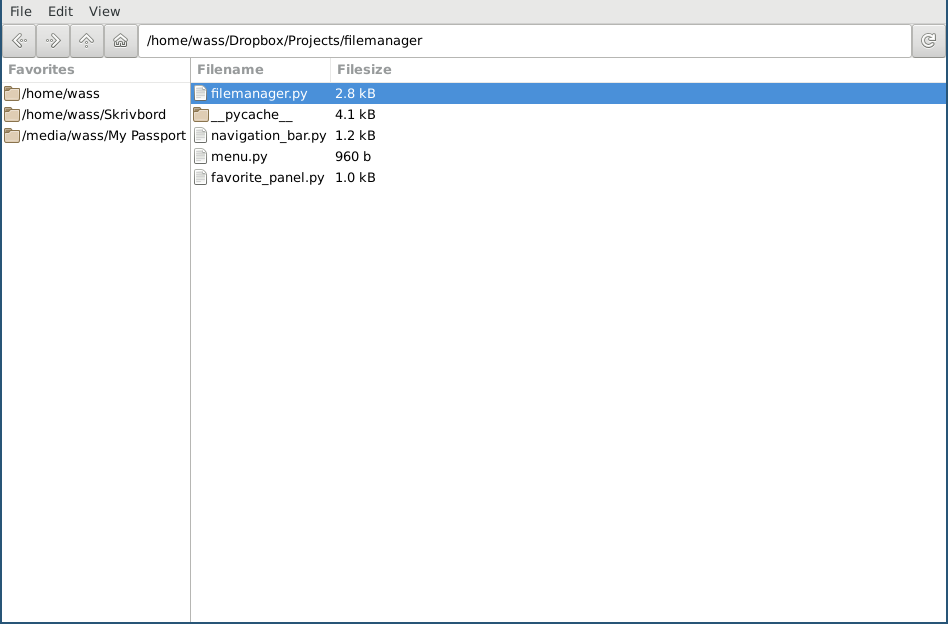 File Edit View
/home/wass/Dropbox/Projects/filemanager
Favorites Filename Filesize
/home/wass filemanager.py 2.8 kB
/home/wass/Skrivbord __pycache__ 4.1 kB
/media/wass/My Passport navigation_bar.py 1.2 kB
menu.py 960 b
favorite_panel.py 1.0 kB